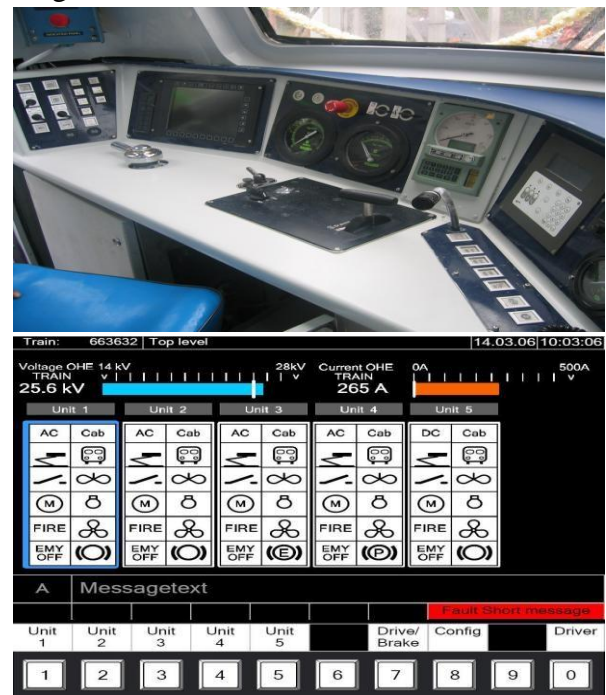 Train: 663632 Top level 14.03.06 10:03:06
Voltage OHE 14 kV 28kV Current OHE 0A 500A
TRAIN TRAIN
25.6 kV 265 A
Unit 1 Unit 2 Unit 3 Unit 4 Unit 5
AC Cab AC Cab AC Cab AC Cab DC Cab
M M M M M
FIRE FIRE FIRE FIRE FIRE
EMY EMY EMY (E) EMY (P) EMY
OFF OFF OFF OFF OFF
A Messagetext
Fault Short message
Unit Unit Unit Unit Unit Drive/ Config Driver
1 2 3 4 5 Brake
1 2 3 4 5 6 7 8 9 0